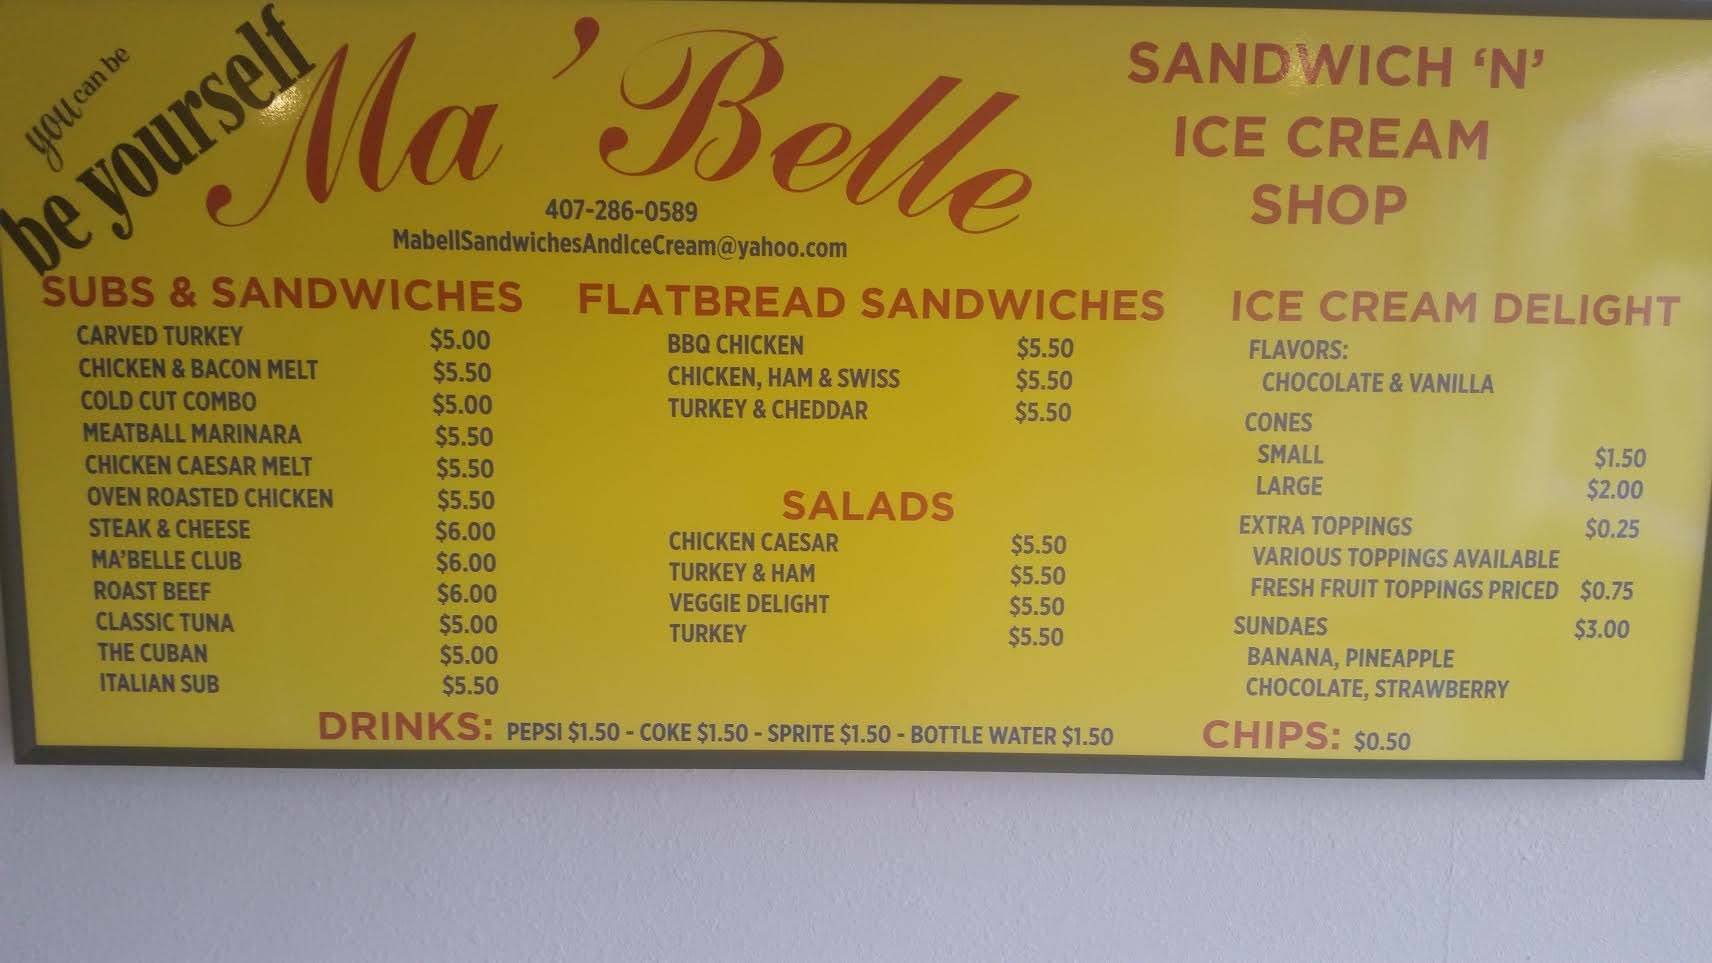 you can be
be yourself
Ma'Belle
407-286-0589
MabellSandwichesAndIceCream@yahoo.com
SANDWICH 'N'
ICE CREAM
SHOP
SUBS & SANDWICHES
CARVED TURKEY $5.00
CHICKEN & BACON MELT $5.50
COLD CUT COMBO $5.00
MEATBALL MARINARA $5.50
CHICKEN CAESAR MELT $5.50
OVEN ROASTED CHICKEN $5.50
STEAK & CHEESE $6.00
MA'BELLE CLUB $6.00
ROAST BEEF $6.00
CLASSIC TUNA $5.00
THE CUBAN $5.00
ITALIAN SUB $5.50
FLATBREAD SANDWICHES
BBQ CHICKEN $5.50
CHICKEN, HAM & SWISS $5.50
TURKEY & CHEDDAR $5.50
SALADS
CHICKEN CAESAR $5.50
TURKEY & HAM $5.50
VEGGIE DELIGHT $5.50
TURKEY $5.50
ICE CREAM DELIGHT
FLAVORS:
CHOCOLATE & VANILLA
CONES
SMALL $1.50
LARGE $2.00
EXTRA TOPPINGS $0.25
VARIOUS TOPPINGS AVAILABLE
FRESH FRUIT TOPPINGS PRICED $0.75
SUNDAES $3.00
BANANA, PINEAPPLE
CHOCOLATE, STRAWBERRY
DRINKS: PEPSI $1.50 - COKE $1.50 - SPRITE $1.50 - BOTTLE WATER $1.50
CHIPS: $0.50